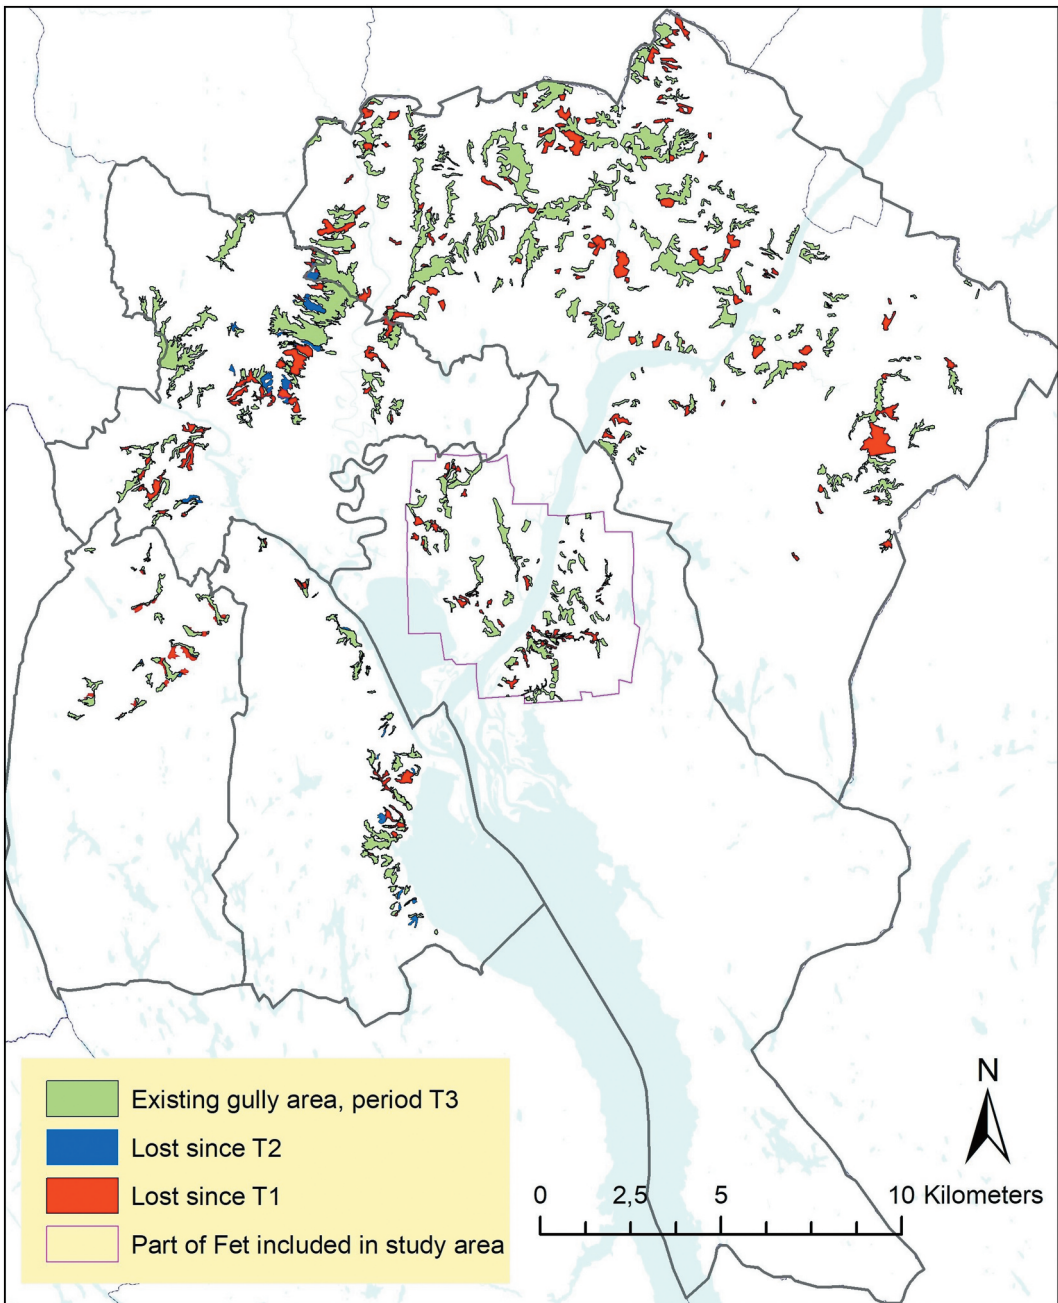 N
Existing gully area, period T3
Lost since T2
Lost since T1
Part of Fet included in study area
0 2,5 5 10 Kilometers